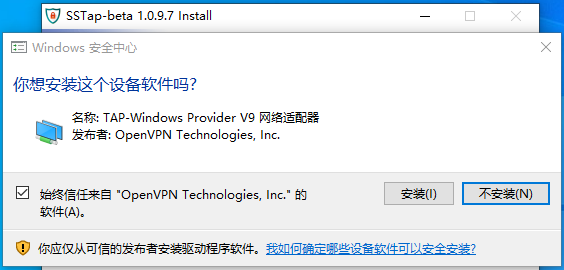 SSTap-beta 1.0.9.7 Install
Windows 安全中心
你想安装这个设备软件吗?
名称: TAP-Windows Provider V9 网络适配器
发布者: OpenVPN Technologies, Inc.
始终信任来自 "OpenVPN Technologies, Inc." 的
软件(A)。
安装(I)
不安装(N)
你应仅从可信的发布者安装驱动程序软件。我如何确定哪些设备软件可以安全安装?